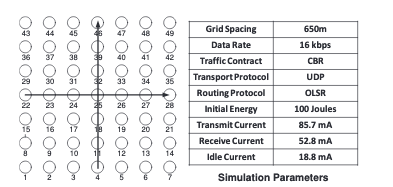 43 44 45 46 47 48 49
36 37 38 39 40 41 42
29 30 31 32 33 34 35
22 23 24 25 26 27 28
15 16 17 18 19 20 21
8 9 10 11 12 13 14
1 2 3 4 5 6 7
Grid Spacing 650m
Data Rate 16 kbps
Traffic Contract CBR
Transport Protocol UDP
Routing Protocol OLSR
Initial Energy 100 Joules
Transmit Current 85.7 mA
Receive Current 52.8 mA
Idle Current 18.8 mA
Simulation Parameters